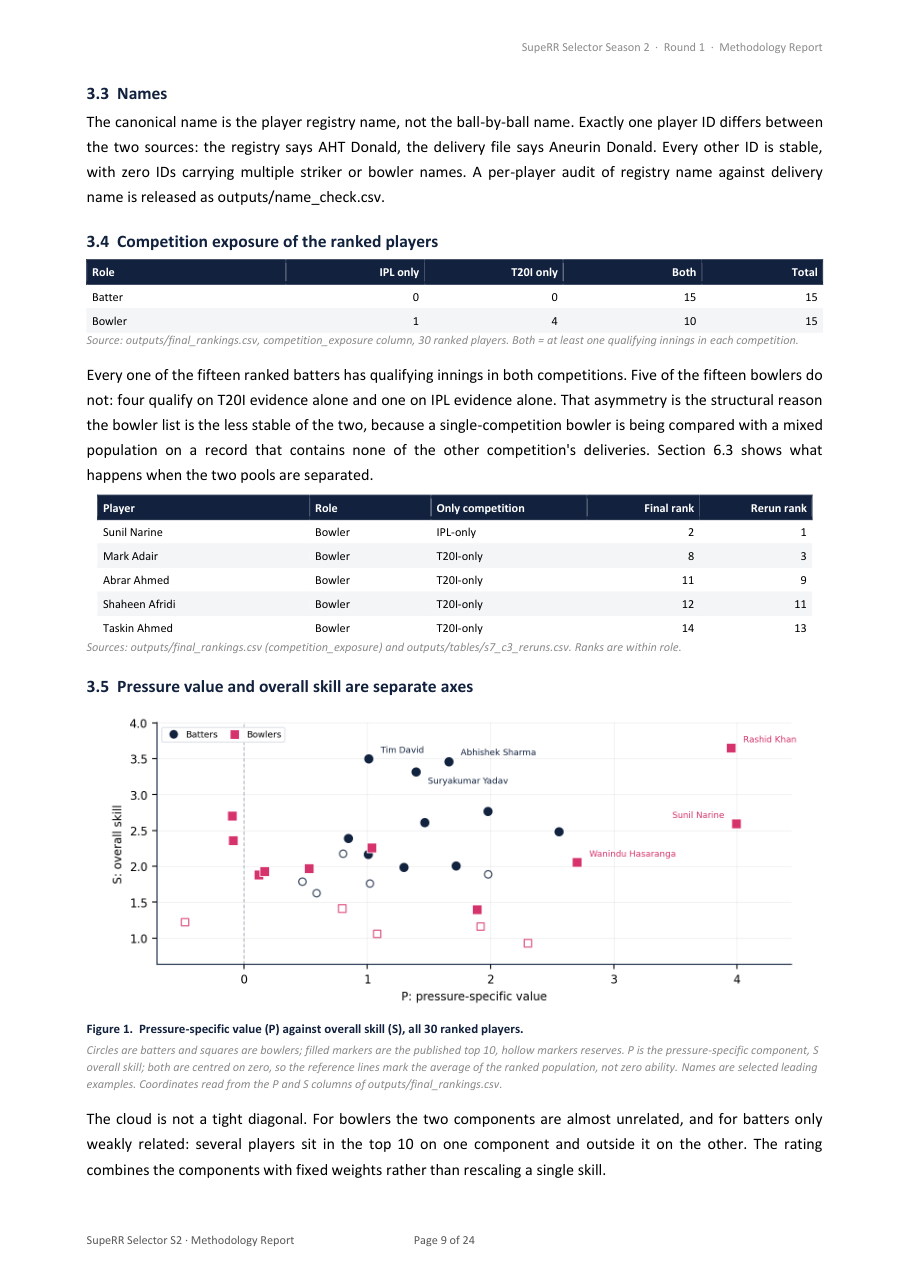 SupeRR Selector Season 2 · Round 1 · Methodology Report
3.3 Names
The canonical name is the player registry name, not the ball-by-ball name. Exactly one player ID differs between
the two sources: the registry says AHT Donald, the delivery file says Aneurin Donald. Every other ID is stable,
with zero IDs carrying multiple striker or bowler names. A per-player audit of registry name against delivery
name is released as outputs/name_check.csv.
3.4 Competition exposure of the ranked players
Role IPL only T20I only Both Total
Batter 0 0 15 15
Bowler 1 4 10 15
Source: outputs/final_rankings.csv, competition_exposure column, 30 ranked players. Both = at least one qualifying innings in each competition.
Every one of the fifteen ranked batters has qualifying innings in both competitions. Five of the fifteen bowlers do
not: four qualify on T20I evidence alone and one on IPL evidence alone. That asymmetry is the structural reason
the bowler list is the less stable of the two, because a single-competition bowler is being compared with a mixed
population on a record that contains none of the other competition's deliveries. Section 6.3 shows what
happens when the two pools are separated.
Player Role Only competition Final rank Rerun rank
Sunil Narine Bowler IPL-only 2 1
Mark Adair Bowler T20I-only 8 3
Abrar Ahmed Bowler T20I-only 11 9
Shaheen Afridi Bowler T20I-only 12 11
Taskin Ahmed Bowler T20I-only 14 13
Sources: outputs/final_rankings.csv (competition_exposure) and outputs/tables/s7_c3_reruns.csv. Ranks are within role.
3.5 Pressure value and overall skill are separate axes
Batters Bowlers
Tim David
Abhishek Sharma
Suryakumar Yadav
Rashid Khan
Sunil Narine
Wanindu Hasaranga
S: overall skill
4.0
3.5
3.0
2.5
2.0
1.5
1.0
0 1 2 3 4
P: pressure-specific value
Figure 1. Pressure-specific value (P) against overall skill (S), all 30 ranked players.
Circles are batters and squares are bowlers; filled markers are the published top 10, hollow markers reserves. P is the pressure-specific component, S
overall skill; both are centred on zero, so the reference lines mark the average of the ranked population, not zero ability. Names are selected leading
examples. Coordinates read from the P and S columns of outputs/final_rankings.csv.
The cloud is not a tight diagonal. For bowlers the two components are almost unrelated, and for batters only
weakly related: several players sit in the top 10 on one component and outside it on the other. The rating
combines the components with fixed weights rather than rescaling a single skill.
SupeRR Selector S2 · Methodology Report Page 9 of 24